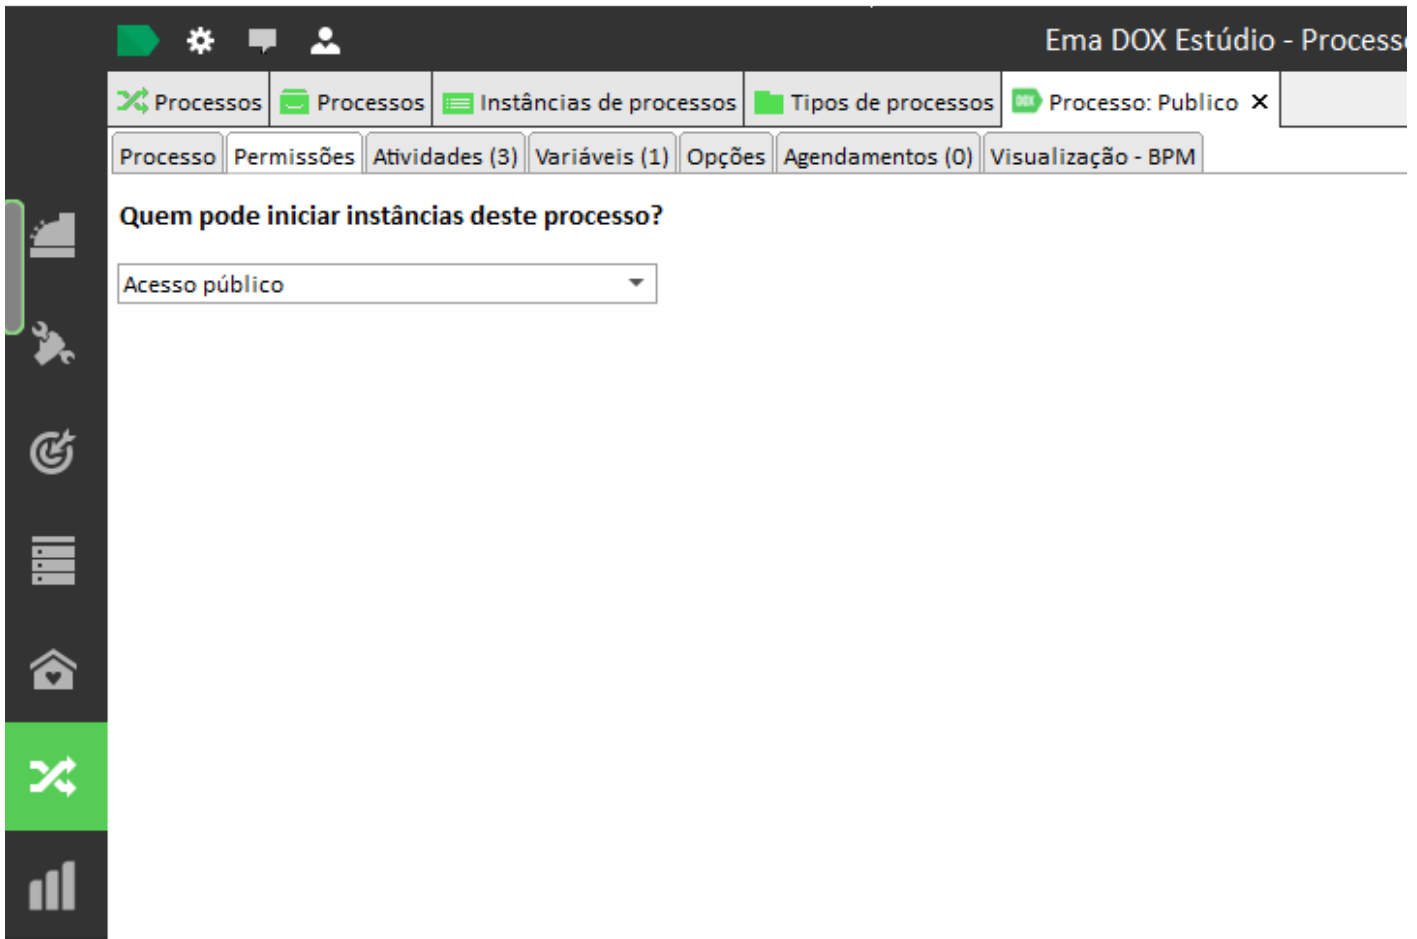 Ema DOX Estúdio - Process
Processos Processos Instâncias de processos Tipos de processos DOX Processo: Publico X
Processo Permissões Atividades (3) Variáveis (1) Opções Agendamentos (0) Visualização - BPM
Quem pode iniciar instâncias deste processo?
Acesso público